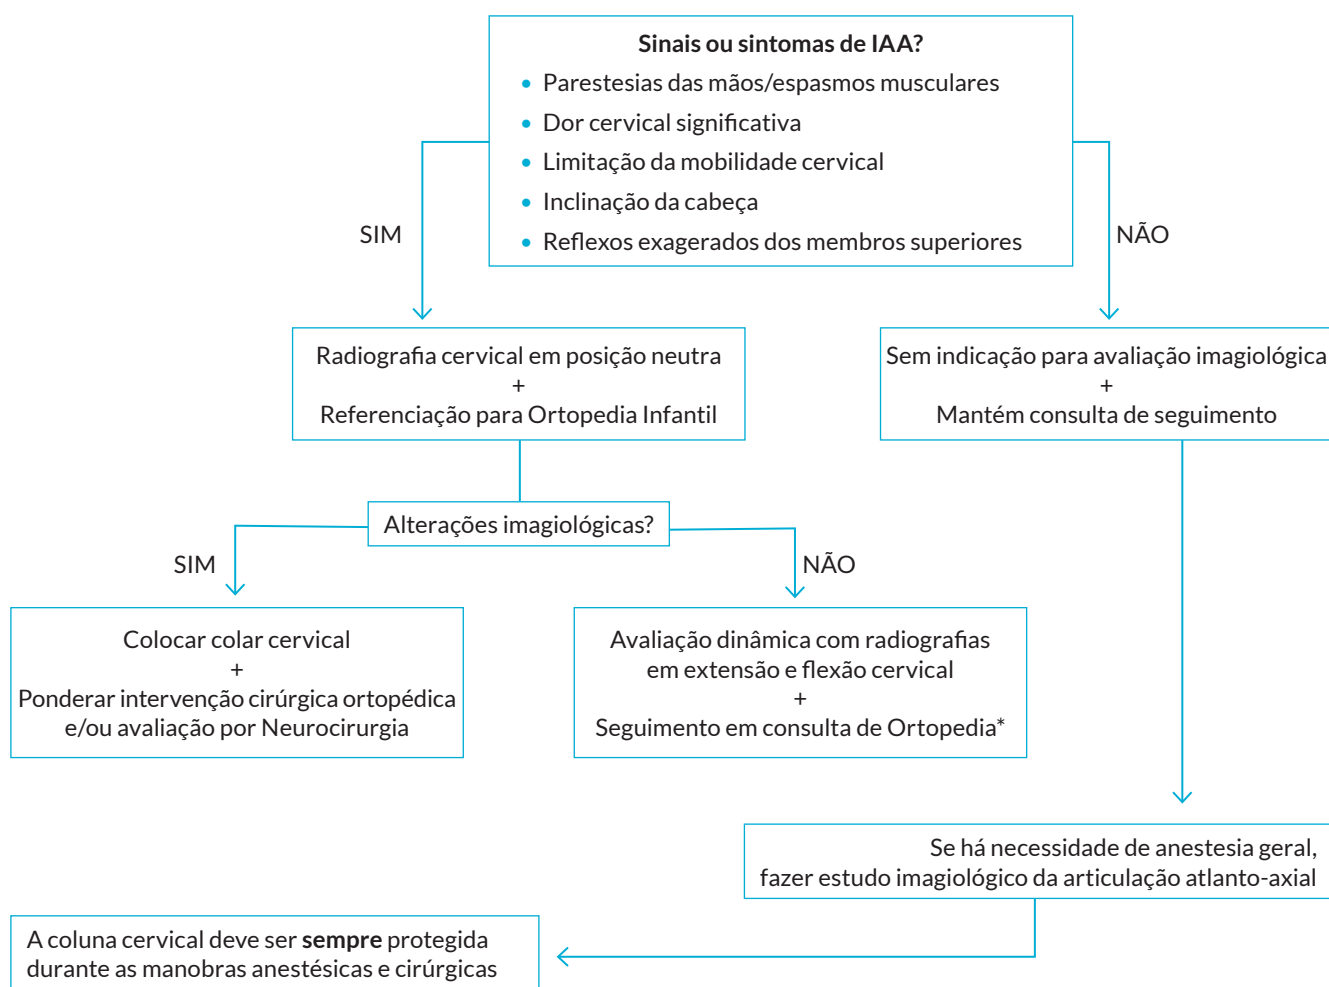 Sinais ou sintomas de IAA?
• Parestesias das mãos/espasmos musculares
• Dor cervical significativa
• Limitação da mobilidade cervical
• Inclinação da cabeça
• Reflexos exagerados dos membros superiores
SIM
NÃO
Radiografia cervical em posição neutra
+
Referenciação para Ortopedia Infantil
Sem indicação para avaliação imagiológica
+
Mantém consulta de seguimento
Alterações imagiológicas?
SIM
NÃO
Colocar colar cervical
+
Ponderar intervenção cirúrgica ortopédica
e/ou avaliação por Neurocirurgia
Avaliação dinâmica com radiografias
em extensão e flexão cervical
+
Seguimento em consulta de Ortopedia*
Se há necessidade de anestesia geral,
fazer estudo imagiológico da articulação atlanto-axial
A coluna cervical deve ser sempre protegida
durante as manobras anestésicas e cirúrgicas